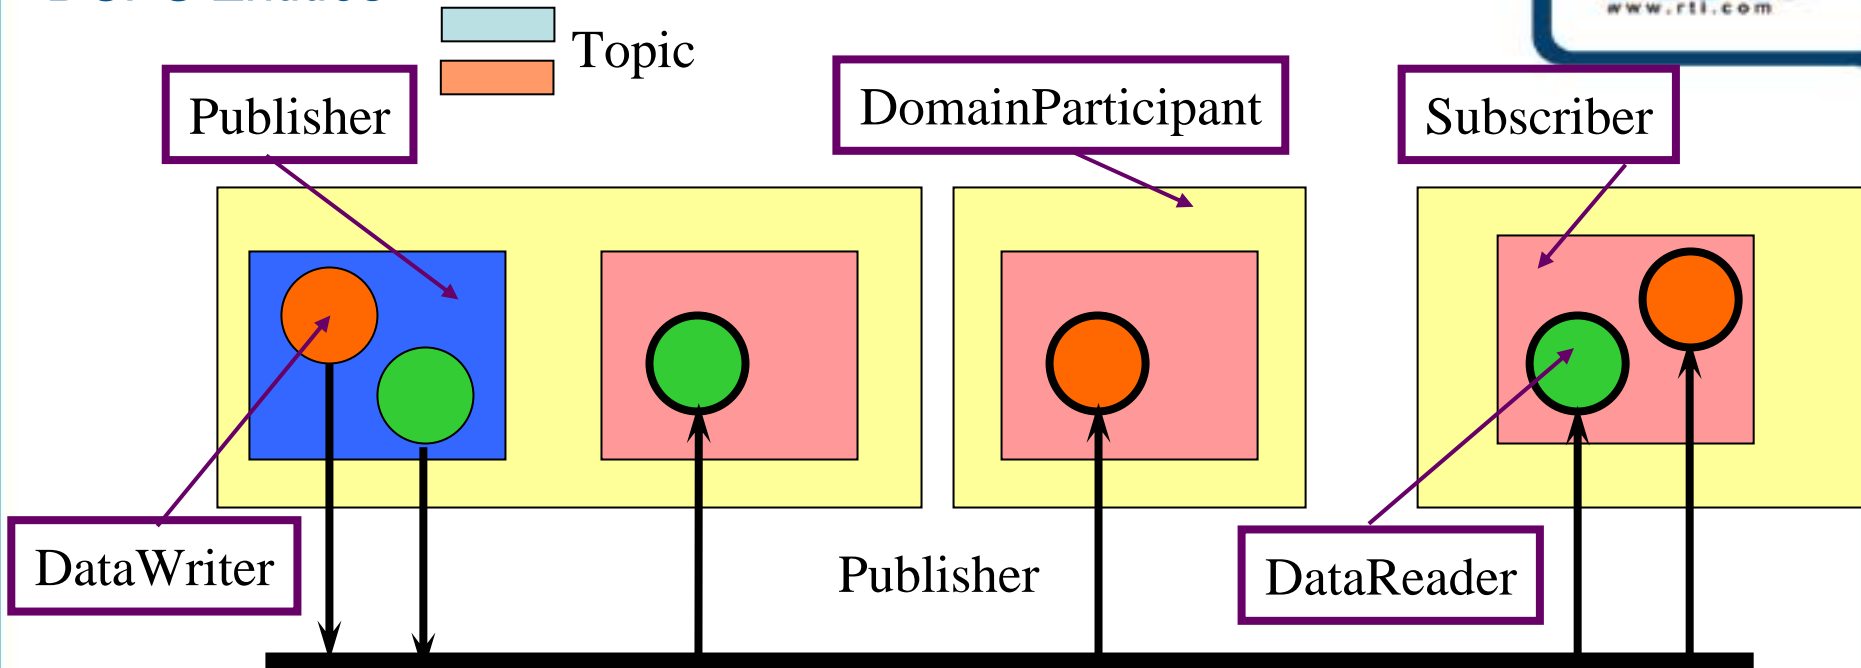 www.rti.com
Topic
Publisher
DomainParticipant
Subscriber
DataWriter
Publisher
DataReader